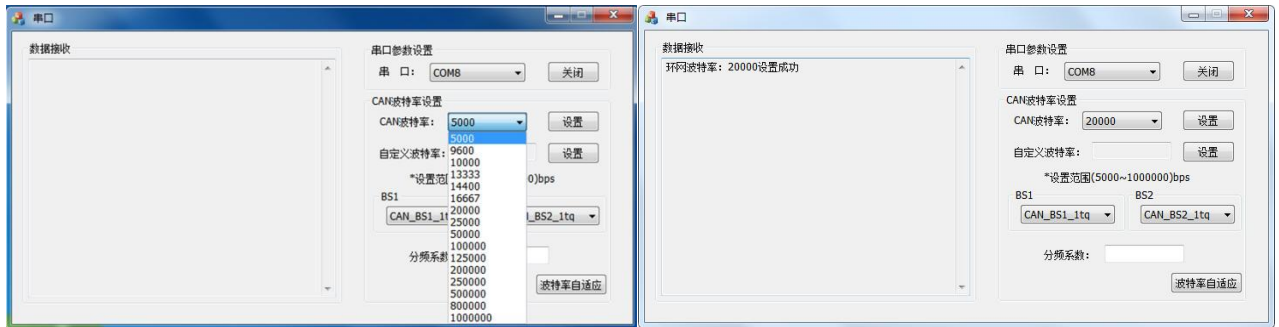 串口
数据接收
串口参数设置
串 口: COM8 关闭
CAN波特率设置
CAN波特率: 5000 设置
5000
9600
10000
13333
14400
16667
20000
25000
50000
100000
125000
200000
250000
500000
800000
1000000
自定义波特率: 设置
*设置范 0)bps
BS1
CAN_BS1_1t _BS2_1tq
分频系数
波特率自适应
串口
数据接收
环网波特率: 20000设置成功
串口参数设置
串 口: COM8 关闭
CAN波特率设置
CAN波特率: 20000 设置
自定义波特率: 设置
*设置范围(5000~1000000)bps
BS1 BS2
CAN_BS1_1tq CAN_BS2_1tq
分频系数:
波特率自适应